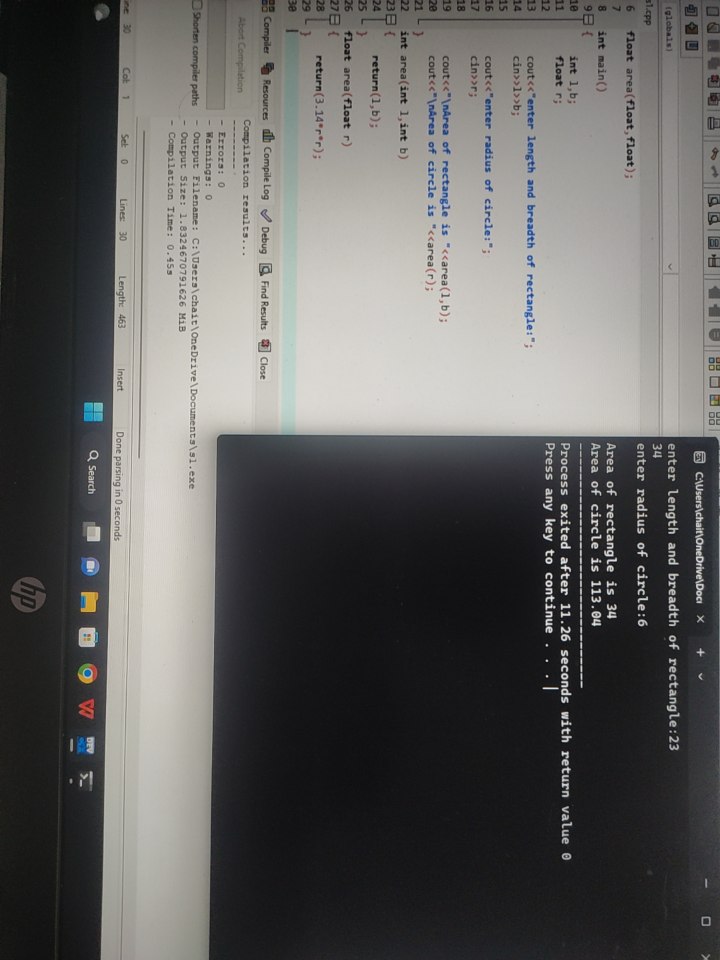 C:\Users\chait\OneDrive\Doc
(globals)
s1.cpp
6 float area(float,float);
7
8 int main()
9 {
10 int l,b;
11 float r;
12
13 cout<<"enter length and breadth of rectangle:";
14 cin>>l>>b;
15
16 cout<<"enter radius of circle:";
17 cin>>r;
18
19 cout<<"\nArea of rectangle is "<<area(l,b);
20 cout<<"\nArea of circle is "<<area(r);
21 }
22 int area(int l,int b)
23 {
24 return(l,b);
25 }
26 float area(float r)
27 {
28 return(3.14*r*r);
29 }
30
enter length and breadth of rectangle:23
34
enter radius of circle:6
Area of rectangle is 34
Area of circle is 113.04
--------------------------------
Process exited after 11.26 seconds with return value 0
Press any key to continue . . .
Compiler Resources Compile Log Debug Find Results Close
Abort Compilation
Shorten compiler paths
Compilation results...
--------
- Errors: 0
- Warnings: 0
- Output Filename: C:\Users\chait\OneDrive\Documents\s1.exe
- Output Size: 1.8324670791626 MiB
- Compilation Time: 0.45s
ine: 30 Col: 1 Sel: 0 Lines: 30 Length: 463 Insert Done parsing in 0 seconds
Search
DEV
hp